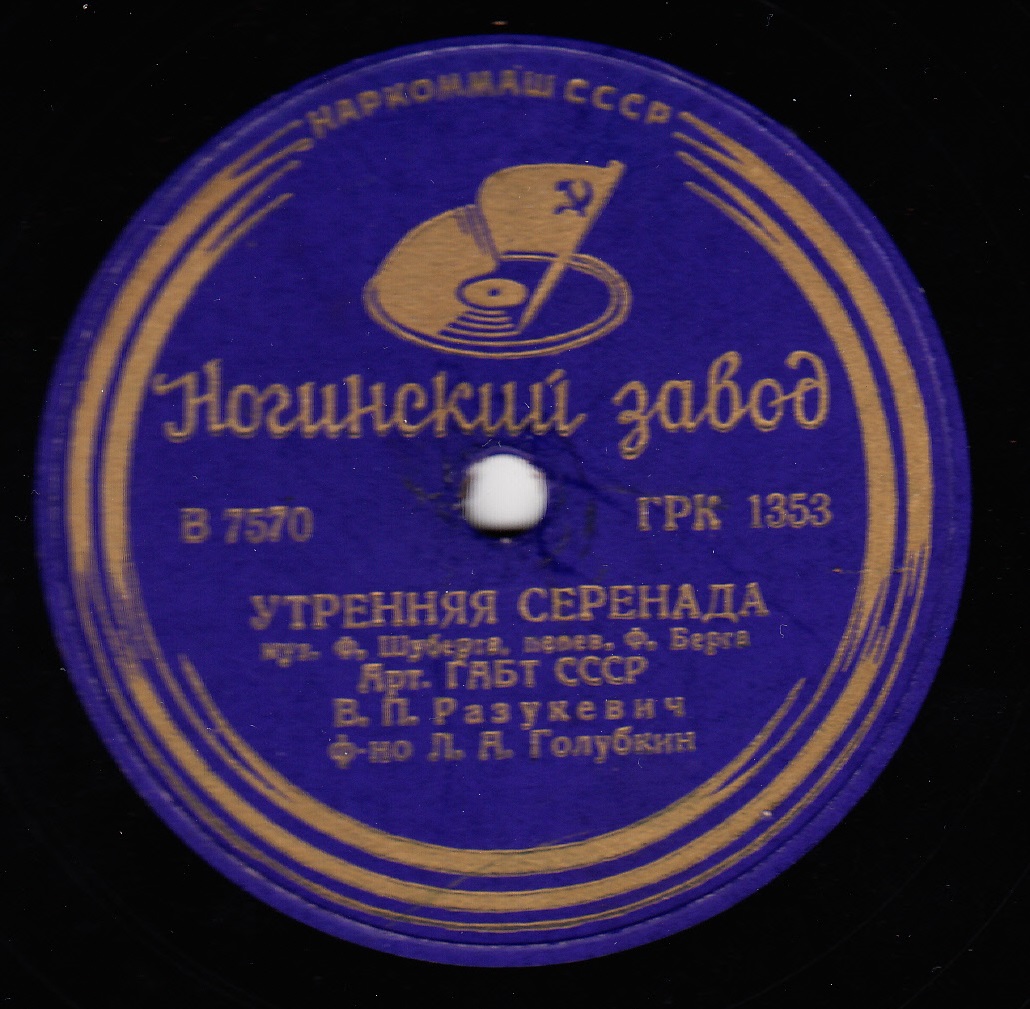 НАРКОММАШ СССР
Ногинский завод
В 7570
ГРК 1353
УТРЕННЯЯ СЕРЕНАДА
муз. Ф. Шуберта, перев. Ф. Берга
Арт. ГАБТ СССР
В. П. Разукевич
ф-но Л. А. Голубкин